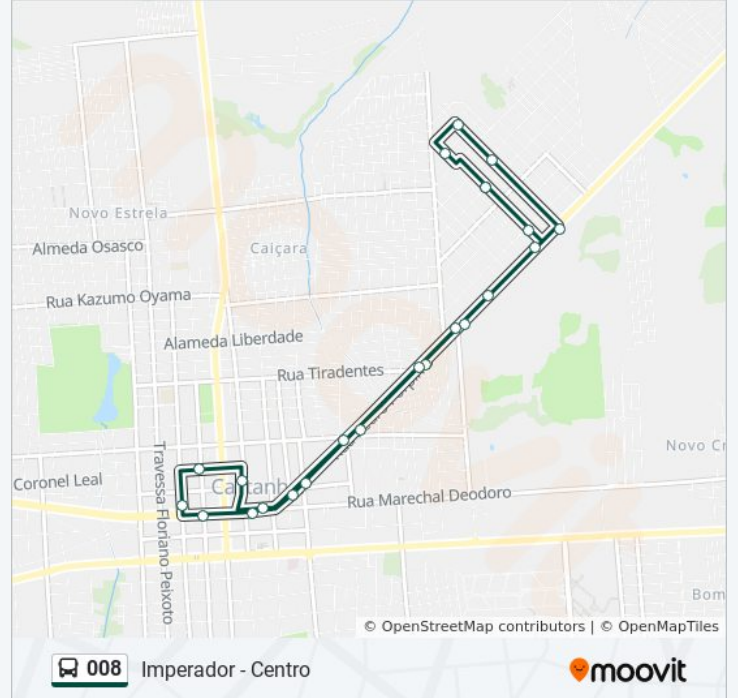 Novo Estrela
Almeda Osasco
Caiçara
Rua Kazumo Oyama
Alameda Liberdade
Rua Tiradentes
Travessa Floriano Peixoto
Novo Cr
Coronel Leal
Rua Marechal Deodoro
Bom
© OpenStreetMap contributors | © OpenMapTiles
008 Imperador - Centro
moovit